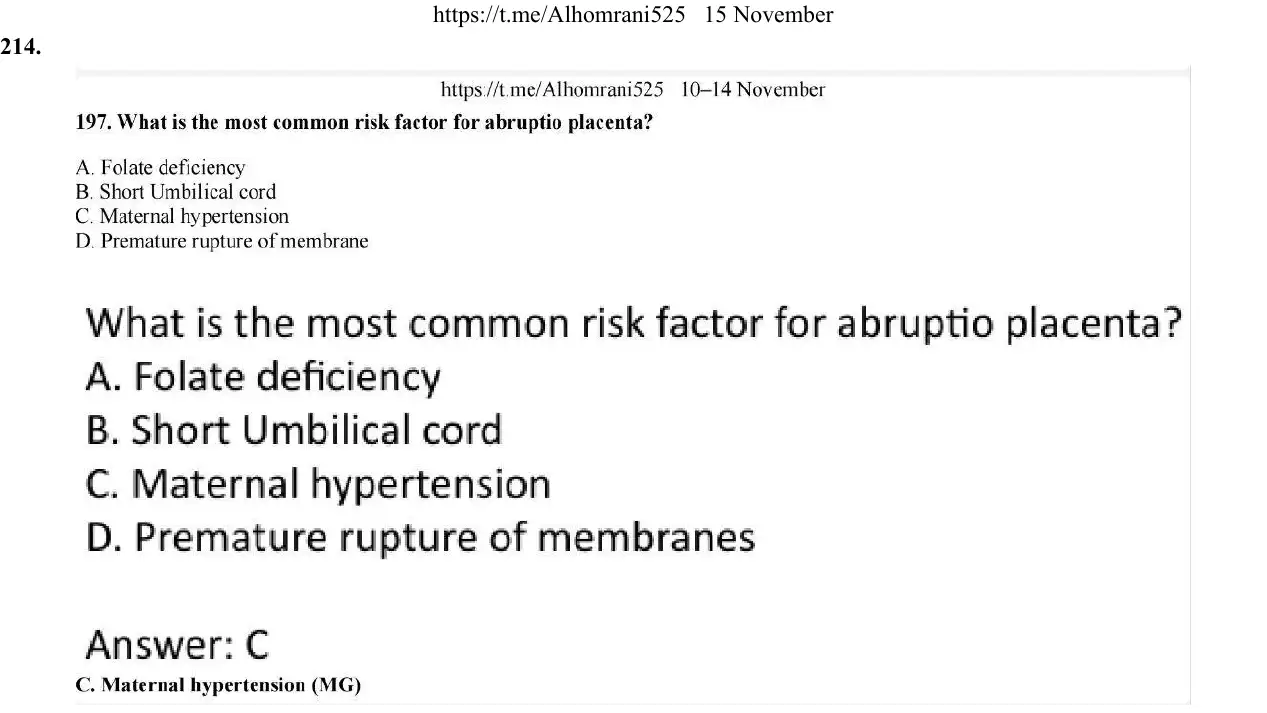 https://t.me/Alhomrani525 15 November
214.
https://t.me/Alhomrani525 10–14 November
197. What is the most common risk factor for abruptio placenta?
A. Folate deficiency
B. Short Umbilical cord
C. Maternal hypertension
D. Premature rupture of membrane
What is the most common risk factor for abruptio placenta?
A. Folate deficiency
B. Short Umbilical cord
C. Maternal hypertension
D. Premature rupture of membranes
Answer: C
C. Maternal hypertension (MG)